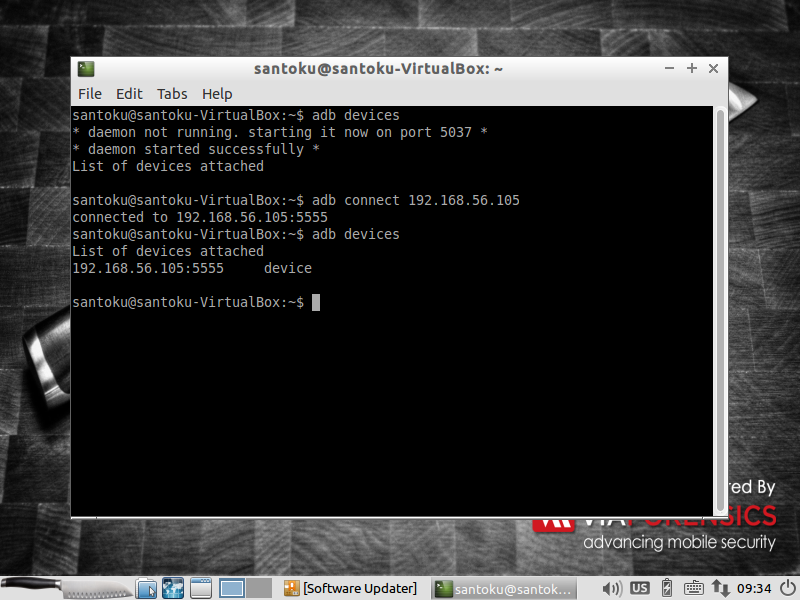 santoku@santoku-VirtualBox: ~
File Edit Tabs Help
santoku@santoku-VirtualBox:~$ adb devices
* daemon not running. starting it now on port 5037 *
* daemon started successfully *
List of devices attached
santoku@santoku-VirtualBox:~$ adb connect 192.168.56.105
connected to 192.168.56.105:5555
santoku@santoku-VirtualBox:~$ adb devices
List of devices attached
192.168.56.105:5555 device
santoku@santoku-VirtualBox:~$
ed By
VIAFORENSICS
advancing mobile security
[Software Updater]
santoku@santok...
US
09:34